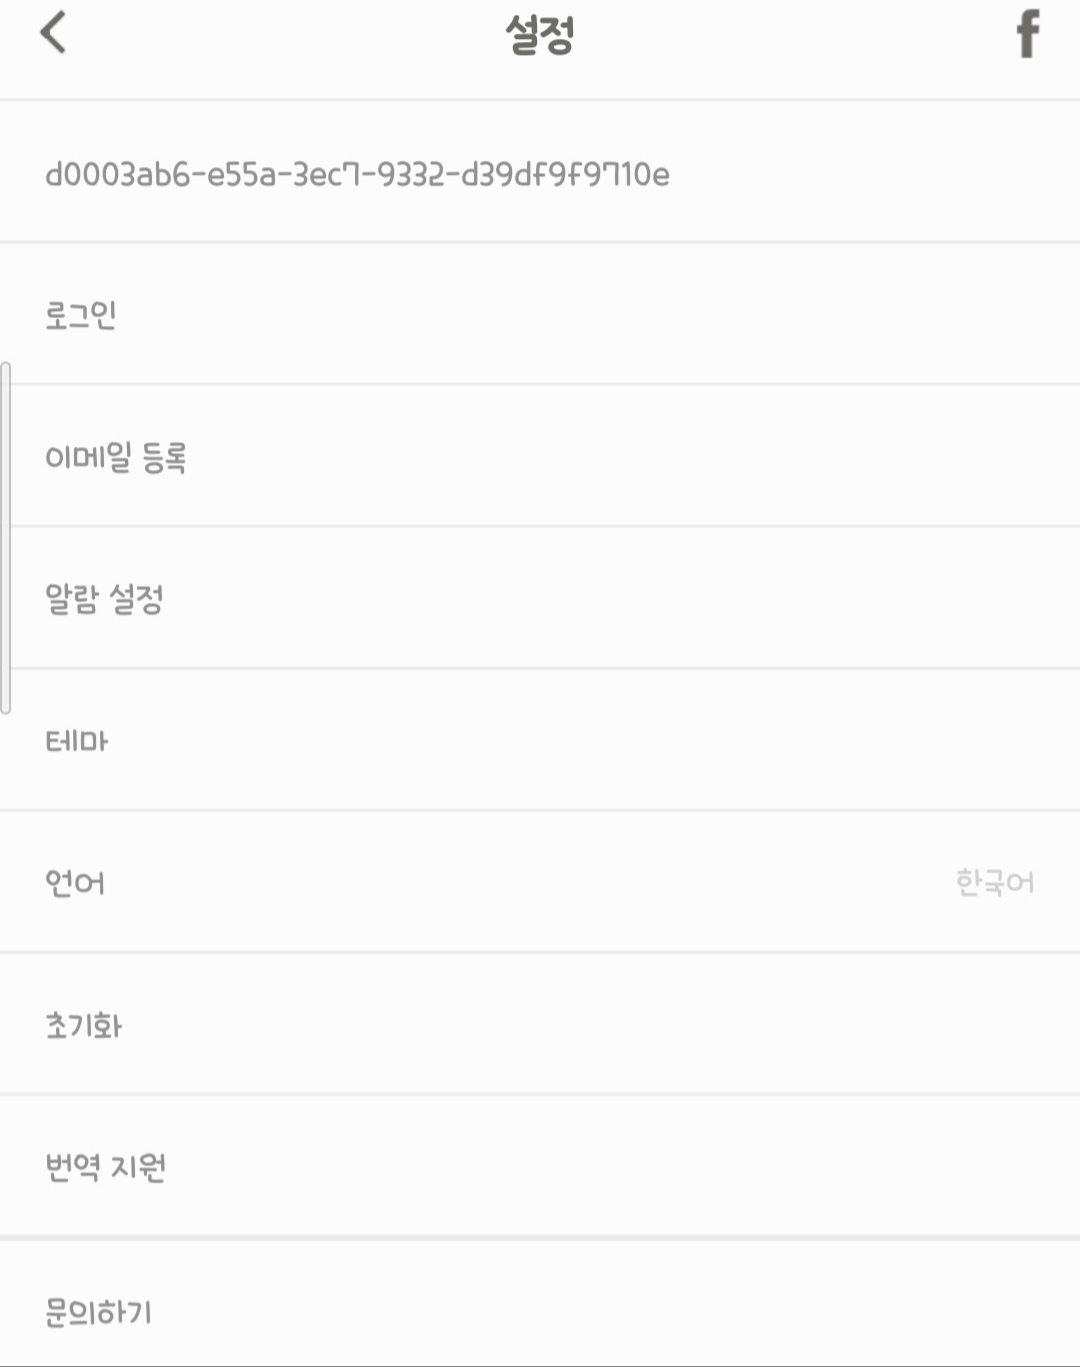 설정
d0003ab6-e55a-3ec7-9332-d39df9f9710e
로그인
이메일 등록
알람 설정
테마
언어 한국어
초기화
번역 지원
문의하기